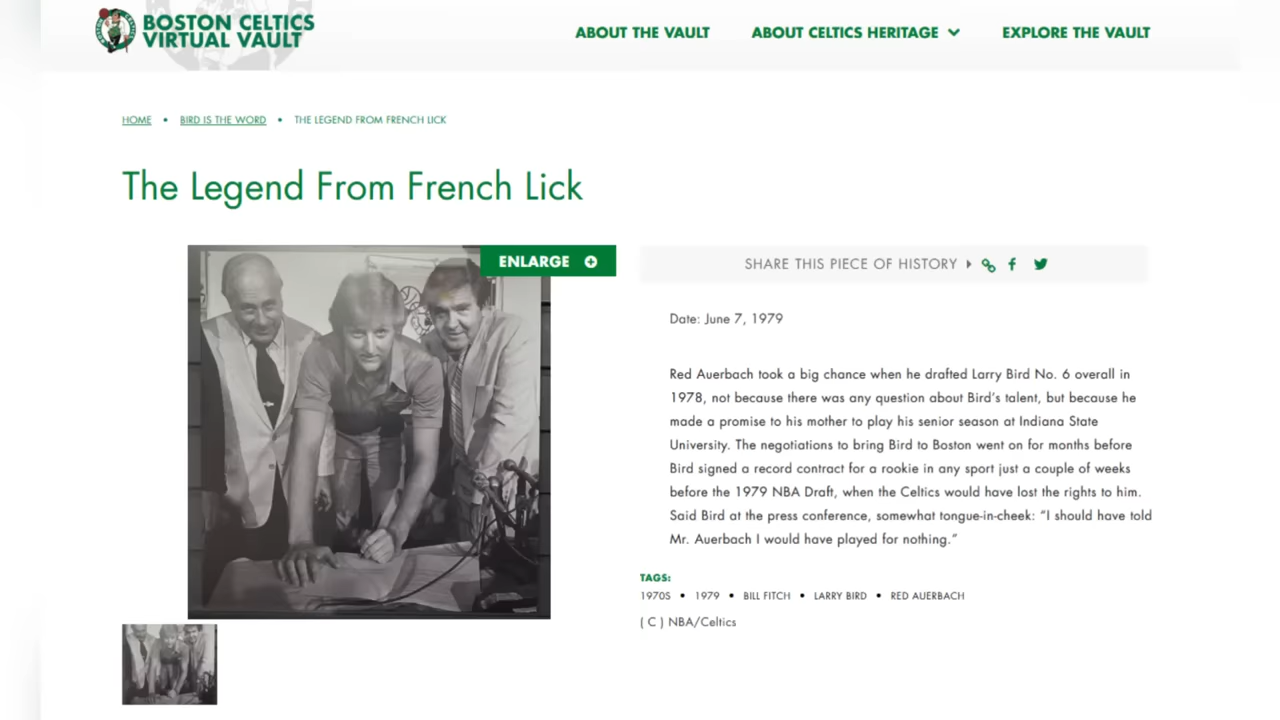 BOSTON CELTICS
VIRTUAL VAULT
ABOUT THE VAULT
ABOUT CELTICS HERITAGE
EXPLORE THE VAULT
HOME • BIRD IS THE WORD • THE LEGEND FROM FRENCH LICK
The Legend From French Lick
ENLARGE
SHARE THIS PIECE OF HISTORY
Date: June 7, 1979
Red Auerbach took a big chance when he drafted Larry Bird No. 6 overall in
1978, not because there was any question about Bird's talent, but because he
made a promise to his mother to play his senior season at Indiana State
University. The negotiations to bring Bird to Boston went on for months before
Bird signed a record contract for a rookie in any sport just a couple of weeks
before the 1979 NBA Draft, when the Celtics would have lost the rights to him.
Said Bird at the press conference, somewhat tongue-in-cheek: “I should have told
Mr. Auerbach I would have played for nothing.”
TAGS:
1970S • 1979 • BILL FITCH • LARRY BIRD • RED AUERBACH
( C ) NBA/Celtics